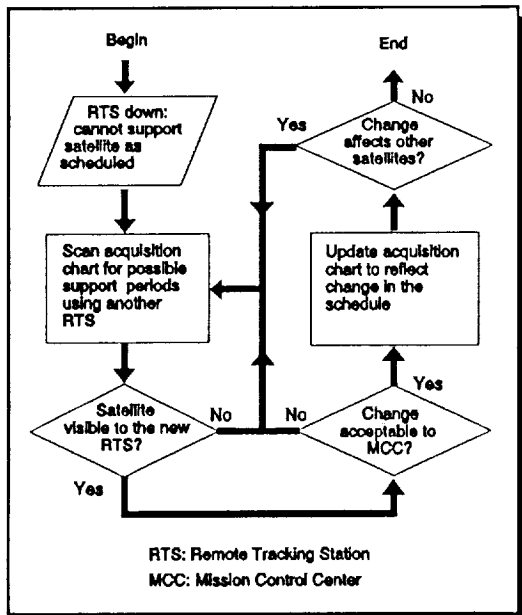 Begin
RTS down:
cannot support
satellite as
scheduled
Scan acquisition
chart for possible
support periods
using another
RTS
Satellite
visible to the new
RTS?
No
Yes
End
No
Yes
Change
affects other
satellites?
Update acquisition
chart to reflect
change in the
schedule
Yes
No
Change
acceptable to
MCC?
RTS: Remote Tracking Station
MCC: Mission Control Center